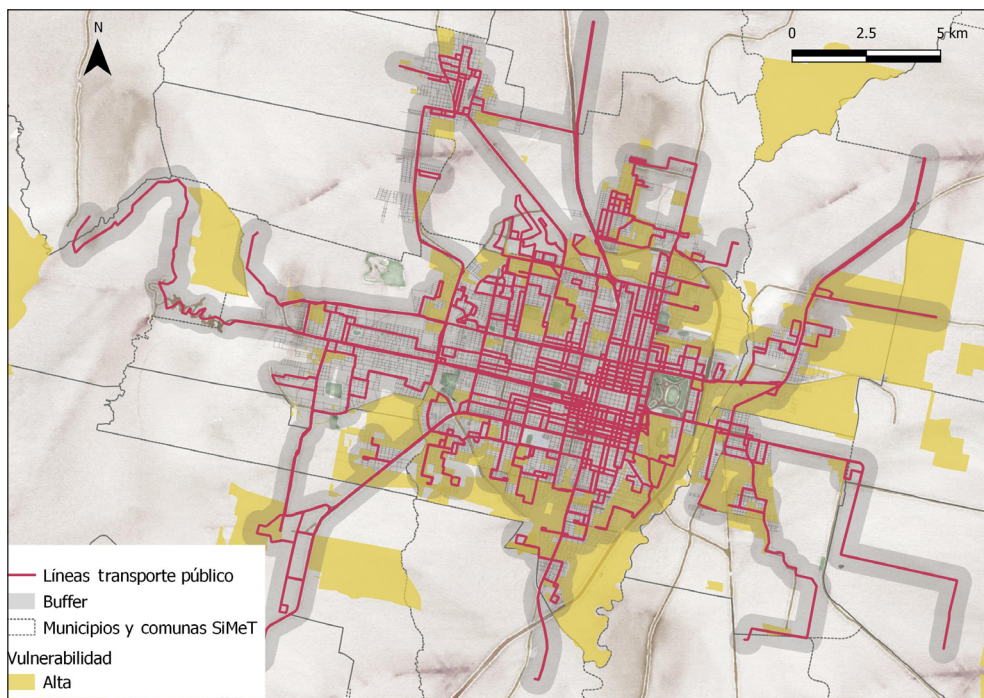 N
0 2.5 5 km
Líneas transporte público
Buffer
Municipios y comunas SiMeT
Vulnerabilidad
Alta